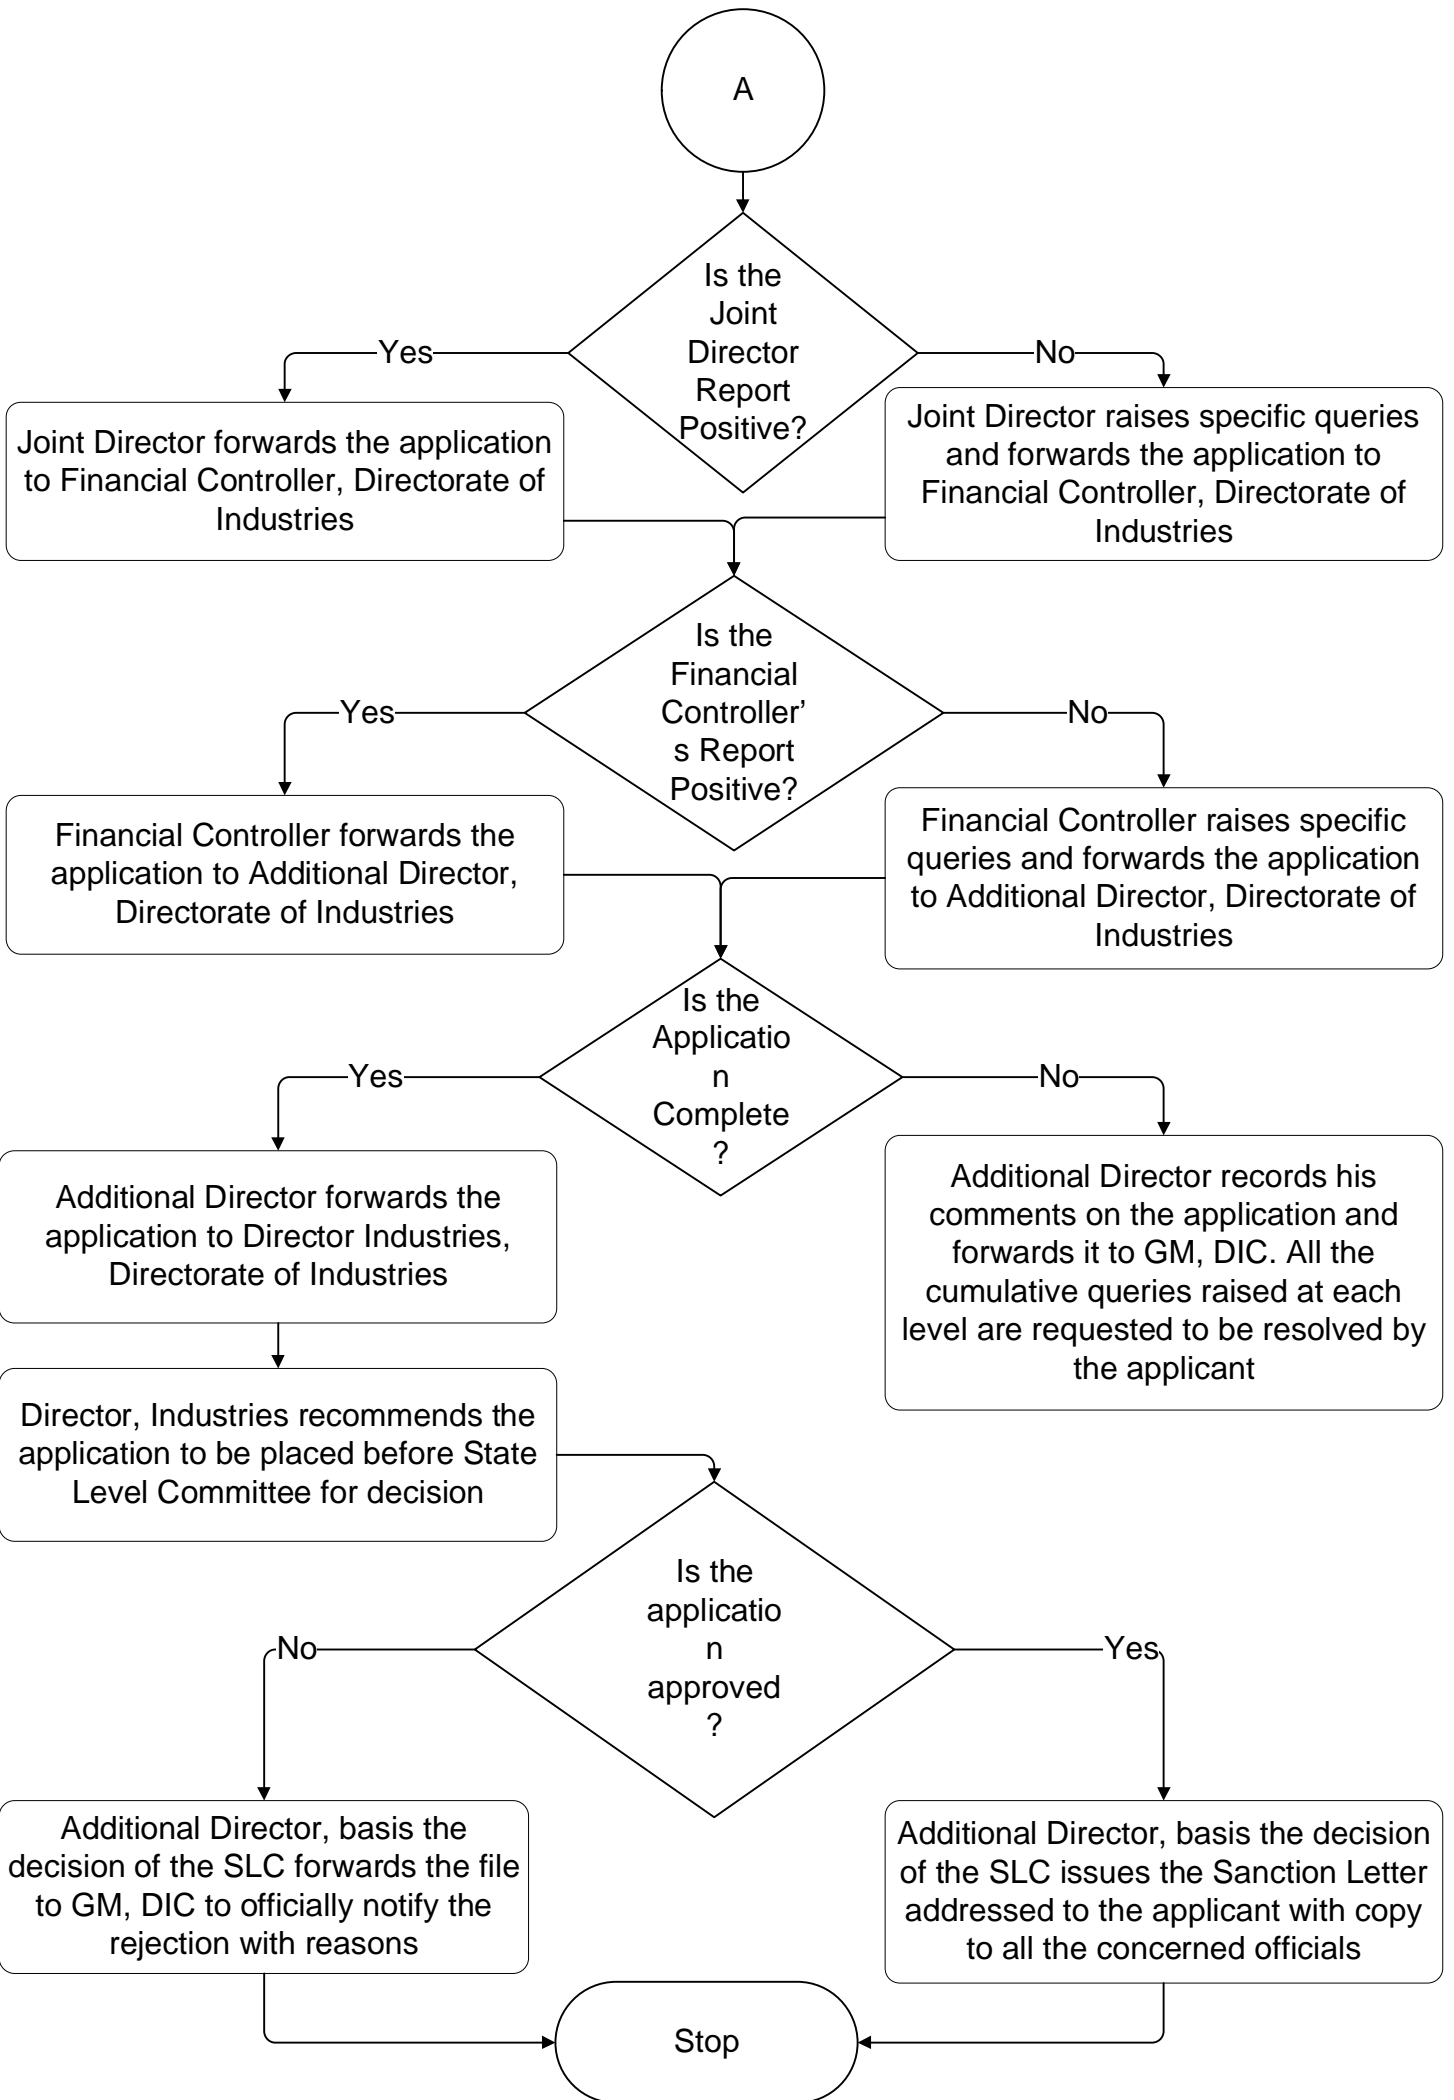 A
Is the
Joint
Director
Report
Positive?
Yes
No
Joint Director forwards the application
to Financial Controller, Directorate of
Industries
Joint Director raises specific queries
and forwards the application to
Financial Controller, Directorate of
Industries
Is the
Financial
Controller’
s Report
Positive?
Yes
No
Financial Controller forwards the
application to Additional Director,
Directorate of Industries
Financial Controller raises specific
queries and forwards the application
to Additional Director, Directorate of
Industries
Is the
Applicatio
n
Complete
?
Yes
No
Additional Director forwards the
application to Director Industries,
Directorate of Industries
Additional Director records his
comments on the application and
forwards it to GM, DIC. All the
cumulative queries raised at each
level are requested to be resolved by
the applicant
Director, Industries recommends the
application to be placed before State
Level Committee for decision
Is the
applicatio
n
approved
?
No
Yes
Additional Director, basis the
decision of the SLC forwards the file
to GM, DIC to officially notify the
rejection with reasons
Additional Director, basis the decision
of the SLC issues the Sanction Letter
addressed to the applicant with copy
to all the concerned officials
Stop